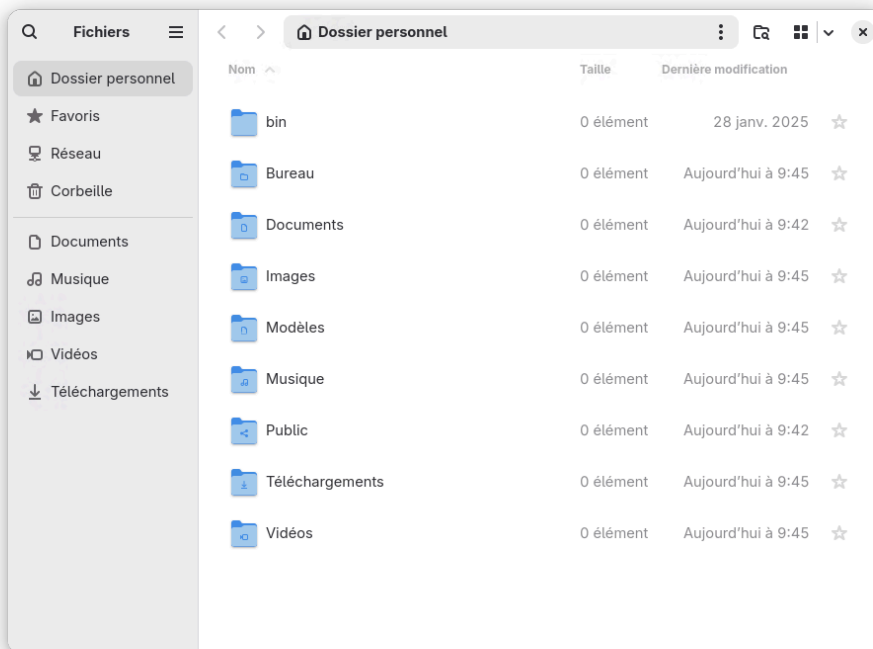 Fichiers
Dossier personnel
Dossier personnel
Favoris
Réseau
Corbeille
Documents
Musique
Images
Vidéos
Téléchargements
Nom Taille Dernière modification
bin 0 élément 28 janv. 2025
Bureau 0 élément Aujourd’hui à 9:45
Documents 0 élément Aujourd’hui à 9:42
Images 0 élément Aujourd’hui à 9:45
Modèles 0 élément Aujourd’hui à 9:45
Musique 0 élément Aujourd’hui à 9:45
Public 0 élément Aujourd’hui à 9:42
Téléchargements 0 élément Aujourd’hui à 9:45
Vidéos 0 élément Aujourd’hui à 9:45